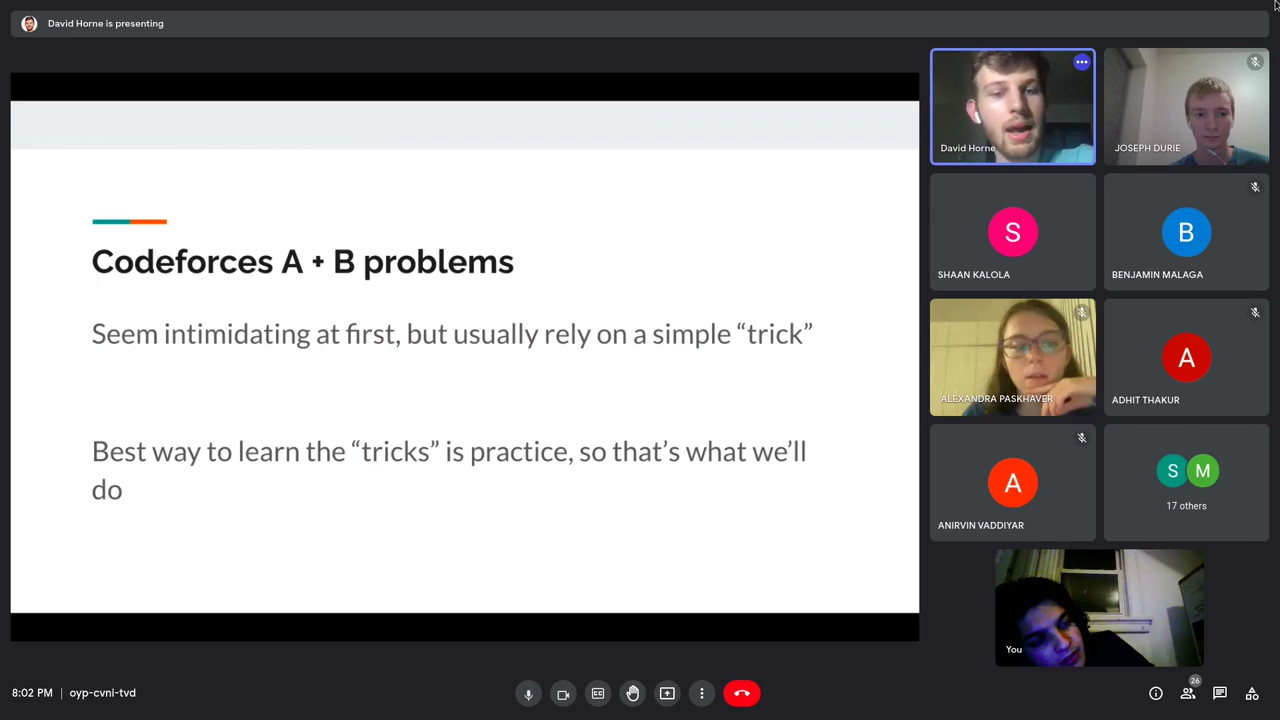 David Horne is presenting
Codeforces A + B problems
Seem intimidating at first, but usually rely on a simple “trick”
Best way to learn the “tricks” is practice, so that’s what we’ll
do
David Horne
JOSEPH DURIE
S
SHAAN KALOLA
B
BENJAMIN MALAGA
ALEXANDRA PASKHAVER
A
ADHIT THAKUR
A
ANIRVIN VADDIYAR
S M
17 others
You
8:02 PM | oyp-cvni-tvd
CC
26